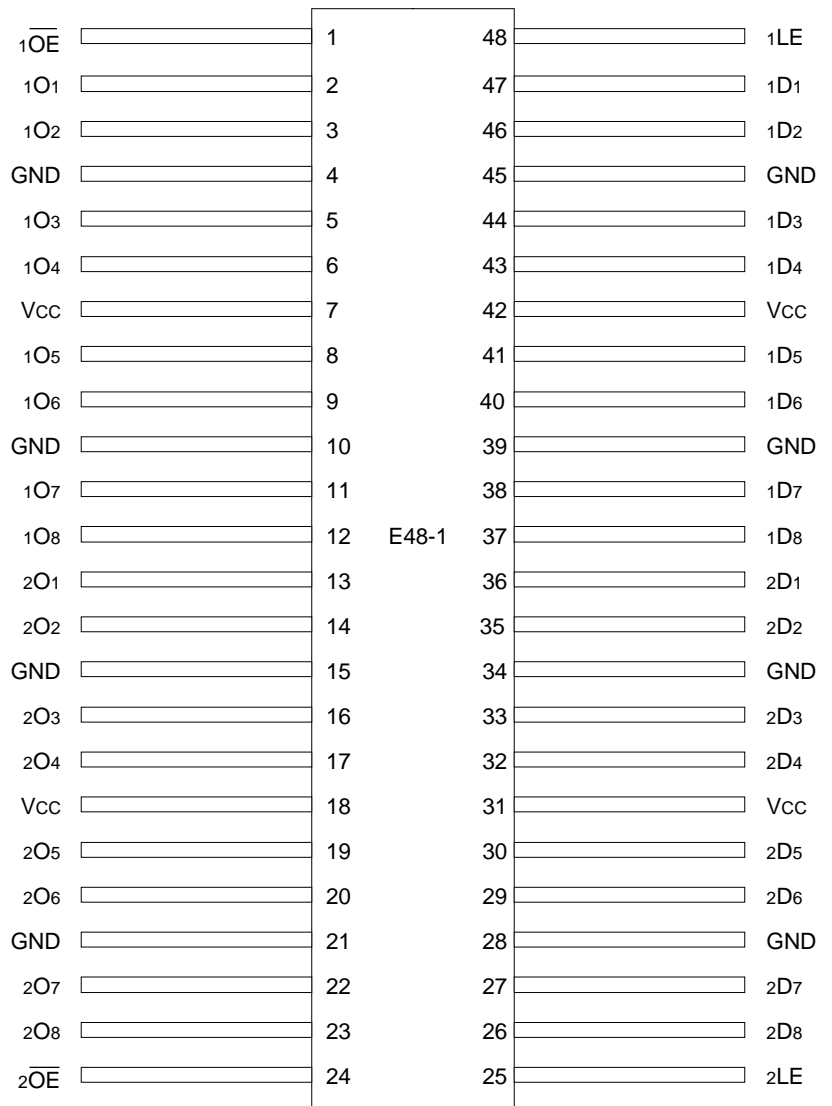 1OE 1 48 1LE
1O1 2 47 1D1
1O2 3 46 1D2
GND 4 45 GND
1O3 5 44 1D3
1O4 6 43 1D4
VCC 7 42 VCC
1O5 8 41 1D5
1O6 9 40 1D6
GND 10 39 GND
1O7 11 38 1D7
1O8 12 E48-1 37 1D8
2O1 13 36 2D1
2O2 14 35 2D2
GND 15 34 GND
2O3 16 33 2D3
2O4 17 32 2D4
VCC 18 31 VCC
2O5 19 30 2D5
2O6 20 29 2D6
GND 21 28 GND
2O7 22 27 2D7
2O8 23 26 2D8
2OE 24 25 2LE